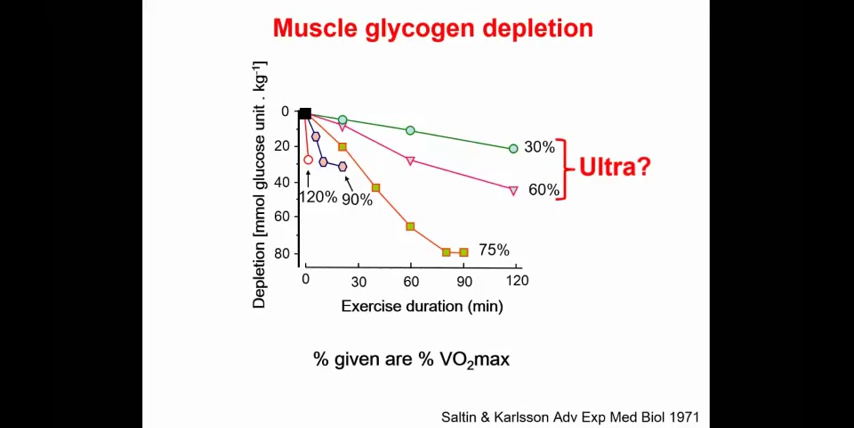 Muscle glycogen depletion
Depletion [mmol glucose unit . kg⁻¹]
0
20
40
60
80
30%
60%
Ultra?
120%
90%
75%
0 30 60 90 120
Exercise duration (min)
% given are % VO₂max
Saltin & Karlsson Adv Exp Med Biol 1971